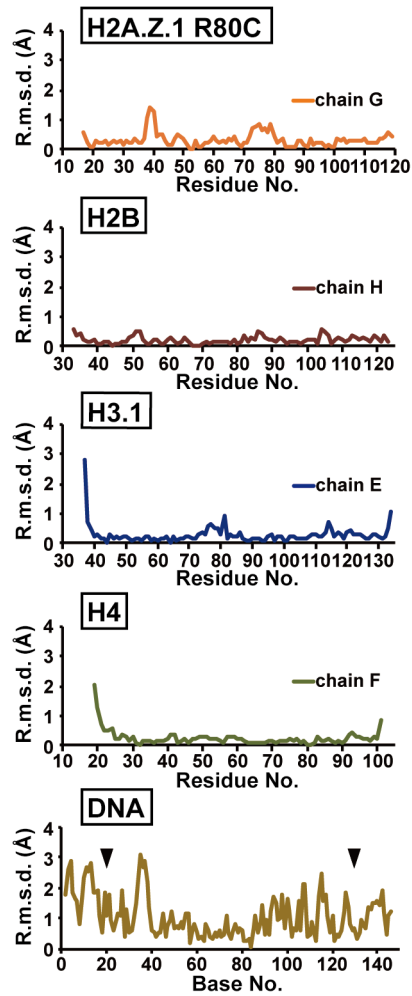 H2A.Z.1 R80C
R.m.s.d. (Å)
4
3
2
1
0
chain G
10 20 30 40 50 60 70 80 90 100110120
Residue No.
H2B
R.m.s.d. (Å)
4
3
2
1
0
chain H
30 40 50 60 70 80 90 100 110 120
Residue No.
H3.1
R.m.s.d. (Å)
4
3
2
1
0
chain E
30 40 50 60 70 80 90 100 110 120 130
Residue No.
H4
R.m.s.d. (Å)
4
3
2
1
0
chain F
10 20 30 40 50 60 70 80 90 100
Residue No.
DNA
R.m.s.d. (Å)
4
3
2
1
0
0 20 40 60 80 100 120 140
Base No.